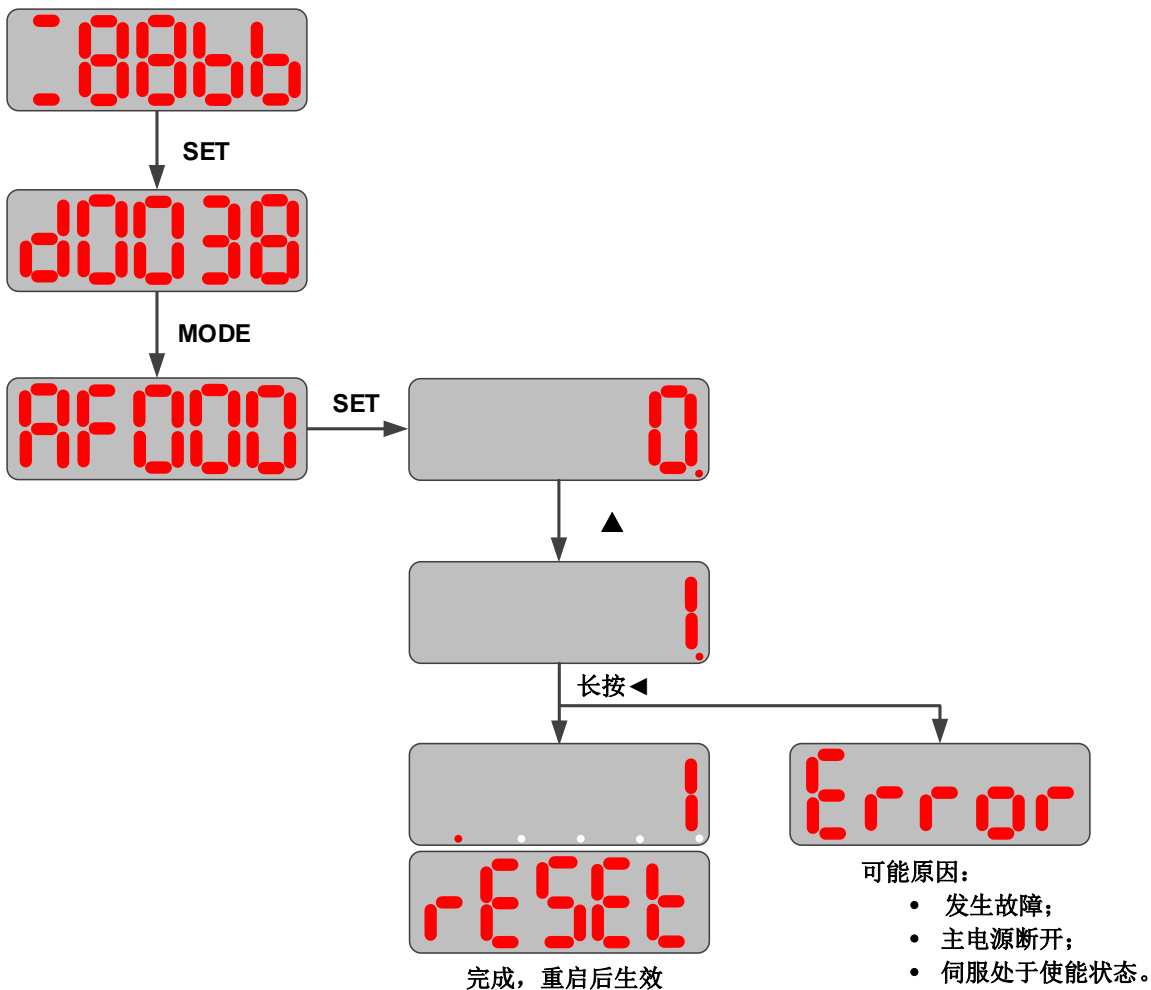 88bb
SET
d0038
MODE
AF000
SET
0.
▲
1.
长按◄
1
rESEt
完成，重启后生效
Error
可能原因：
• 发生故障；
• 主电源断开；
• 伺服处于使能状态。